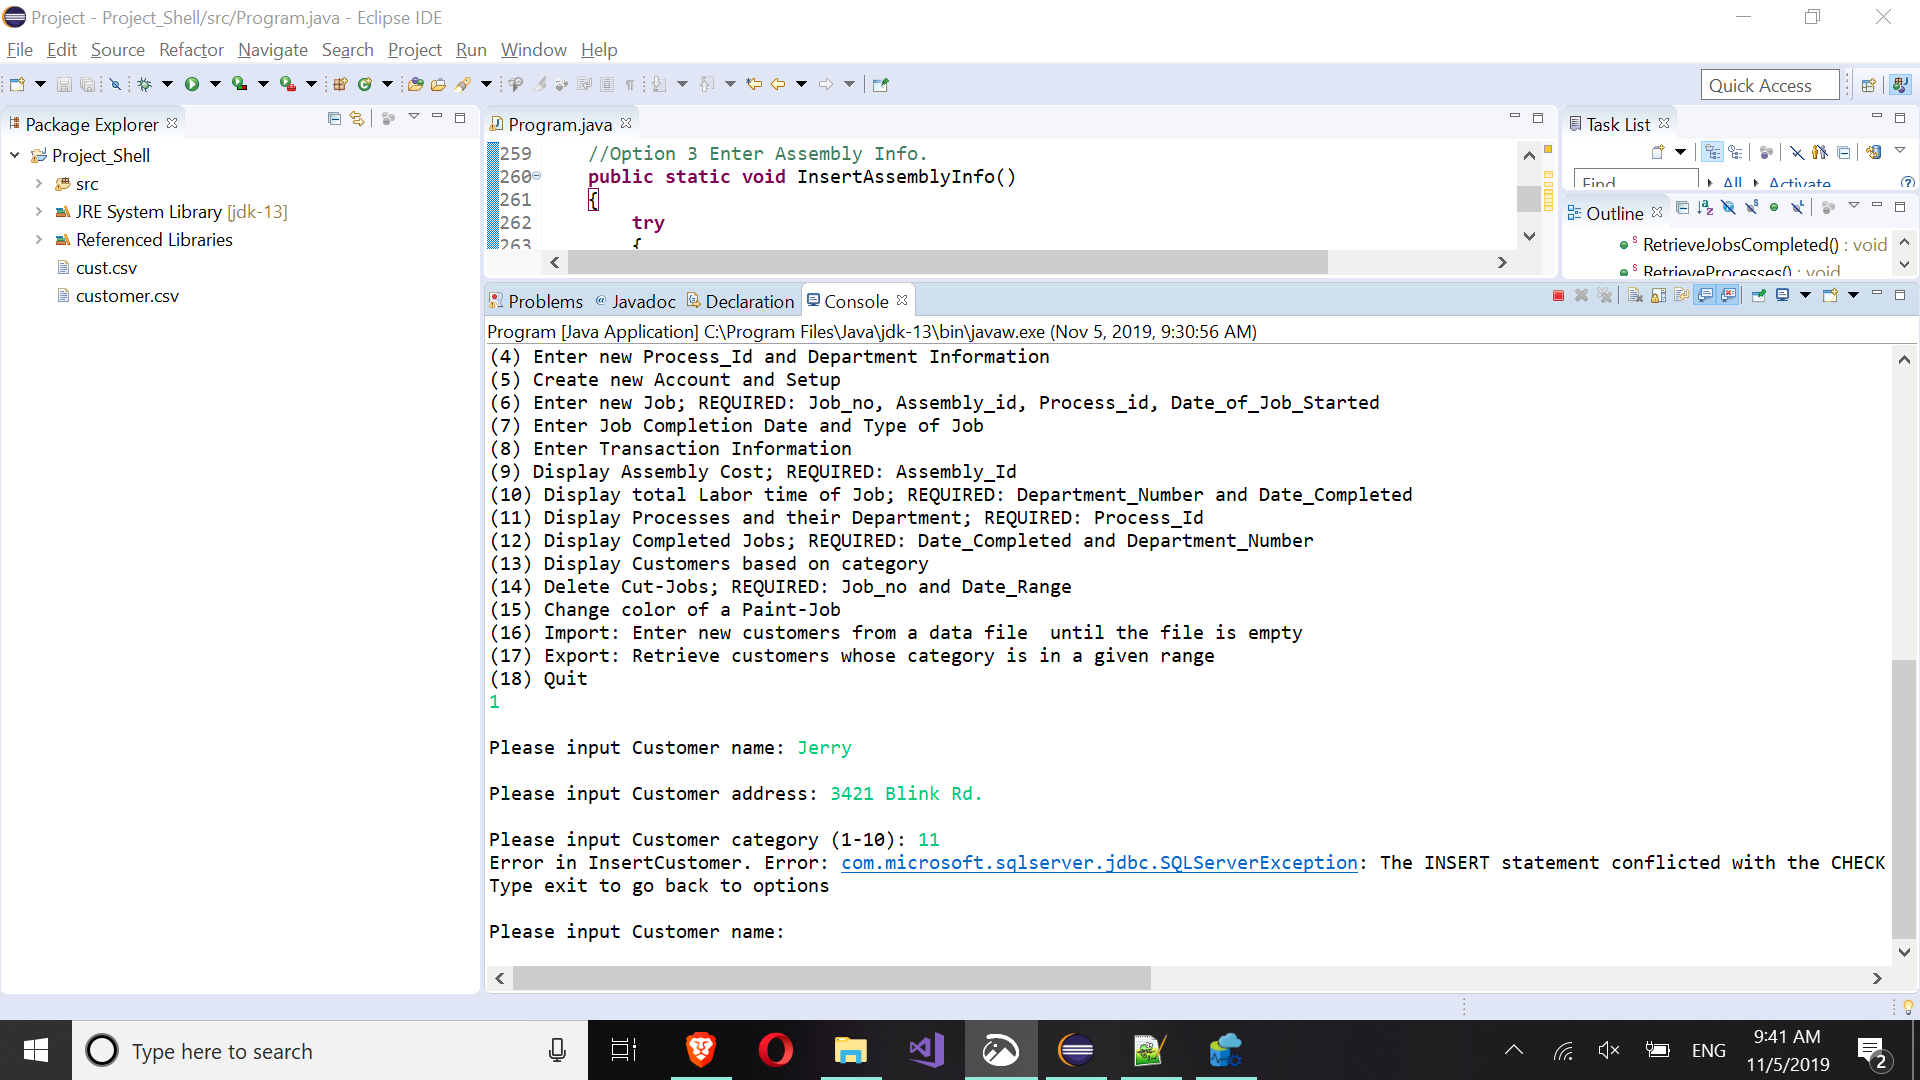 Project - Project_Shell/src/Program.java - Eclipse IDE
File Edit Source Refactor Navigate Search Project Run Window Help
Quick Access
Package Explorer
Project_Shell
src
JRE System Library [jdk-13]
Referenced Libraries
cust.csv
customer.csv
Program.java
259 //Option 3 Enter Assembly Info.
260 public static void InsertAssemblyInfo()
261 {
262 try
263 {
Task List
Find All Activate...
Outline
RetrieveJobsCompleted() : void
RetrieveProcesses() : void
Problems @ Javadoc Declaration Console
Program [Java Application] C:\Program Files\Java\jdk-13\bin\javaw.exe (Nov 5, 2019, 9:30:56 AM)
(4) Enter new Process_Id and Department Information
(5) Create new Account and Setup
(6) Enter new Job; REQUIRED: Job_no, Assembly_id, Process_id, Date_of_Job_Started
(7) Enter Job Completion Date and Type of Job
(8) Enter Transaction Information
(9) Display Assembly Cost; REQUIRED: Assembly_Id
(10) Display total Labor time of Job; REQUIRED: Department_Number and Date_Completed
(11) Display Processes and their Department; REQUIRED: Process_Id
(12) Display Completed Jobs; REQUIRED: Date_Completed and Department_Number
(13) Display Customers based on category
(14) Delete Cut-Jobs; REQUIRED: Job_no and Date_Range
(15) Change color of a Paint-Job
(16) Import: Enter new customers from a data file  until the file is empty
(17) Export: Retrieve customers whose category is in a given range
(18) Quit
1
Please input Customer name: Jerry
Please input Customer address: 3421 Blink Rd.
Please input Customer category (1-10): 11
Error in InsertCustomer. Error: com.microsoft.sqlserver.jdbc.SQLServerException: The INSERT statement conflicted with the CHECK
Type exit to go back to options
Please input Customer name:
Type here to search
ENG
9:41 AM
11/5/2019
2